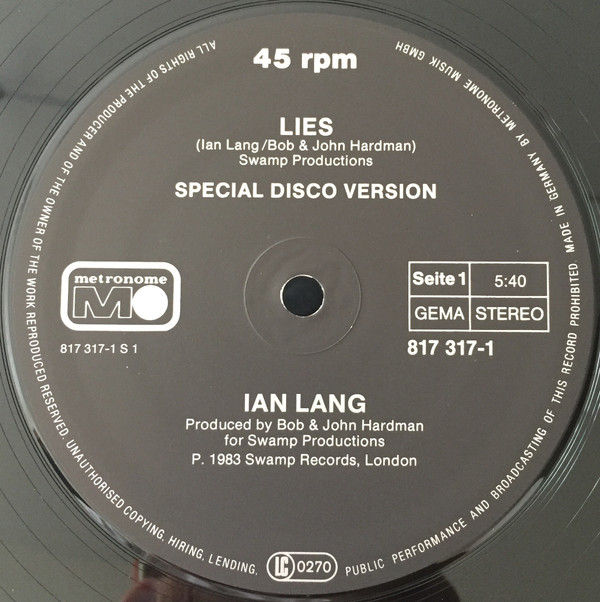 45 rpm
LIES
(Ian Lang/Bob & John Hardman)
Swamp Productions
SPECIAL DISCO VERSION
metronome
M
817 317-1 S 1
Seite 1 5:40
GEMA STEREO
817 317-1
IAN LANG
Produced by Bob & John Hardman
for Swamp Productions
P. 1983 Swamp Records, London
ALL RIGHTS OF THE PRODUCER AND OF THE OWNER OF THE WORK REPRODUCED RESERVED. UNAUTHORISED COPYING, HIRING, LENDING, PUBLIC PERFORMANCE AND BROADCASTING OF THIS RECORD PROHIBITED. MADE IN GERMANY BY METRONOME MUSIK GMBH
LC 0270